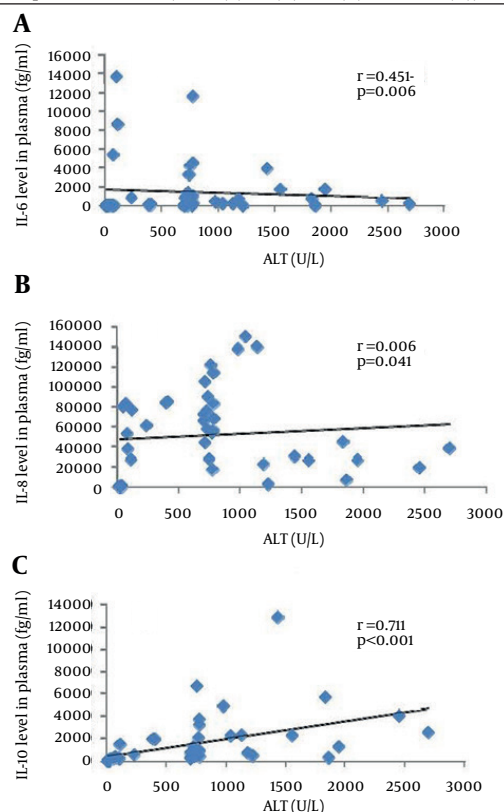 A
IL-6 level in plasma (fg/ml)
16000
14000
12000
10000
8000
6000
4000
2000
0
r =0.451-
p=0.006
0 500 1000 1500 2000 2500 3000
ALT (U/L)
B
IL-8 level in plasma (fg/ml)
160000
140000
120000
100000
80000
60000
40000
20000
0
r =0.006
p=0.041
0 500 1000 1500 2000 2500 3000
ALT (U/L)
C
IL-10 level in plasma (fg/ml)
14000
12000
10000
8000
6000
4000
2000
0
r =0.711
p<0.001
0 500 1000 1500 2000 2500 3000
ALT (U/L)